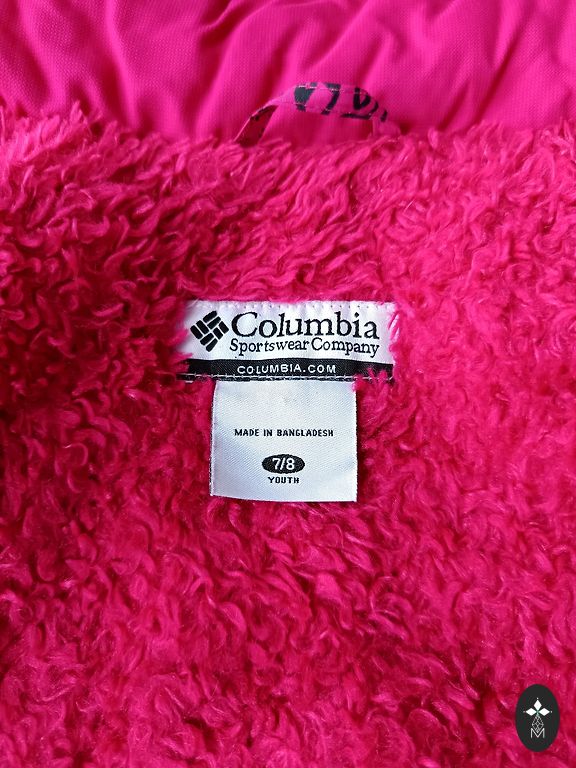 Columbia
Sportswear Company
COLUMBIA.COM
MADE IN BANGLADESH
7/8
YOUTH
M